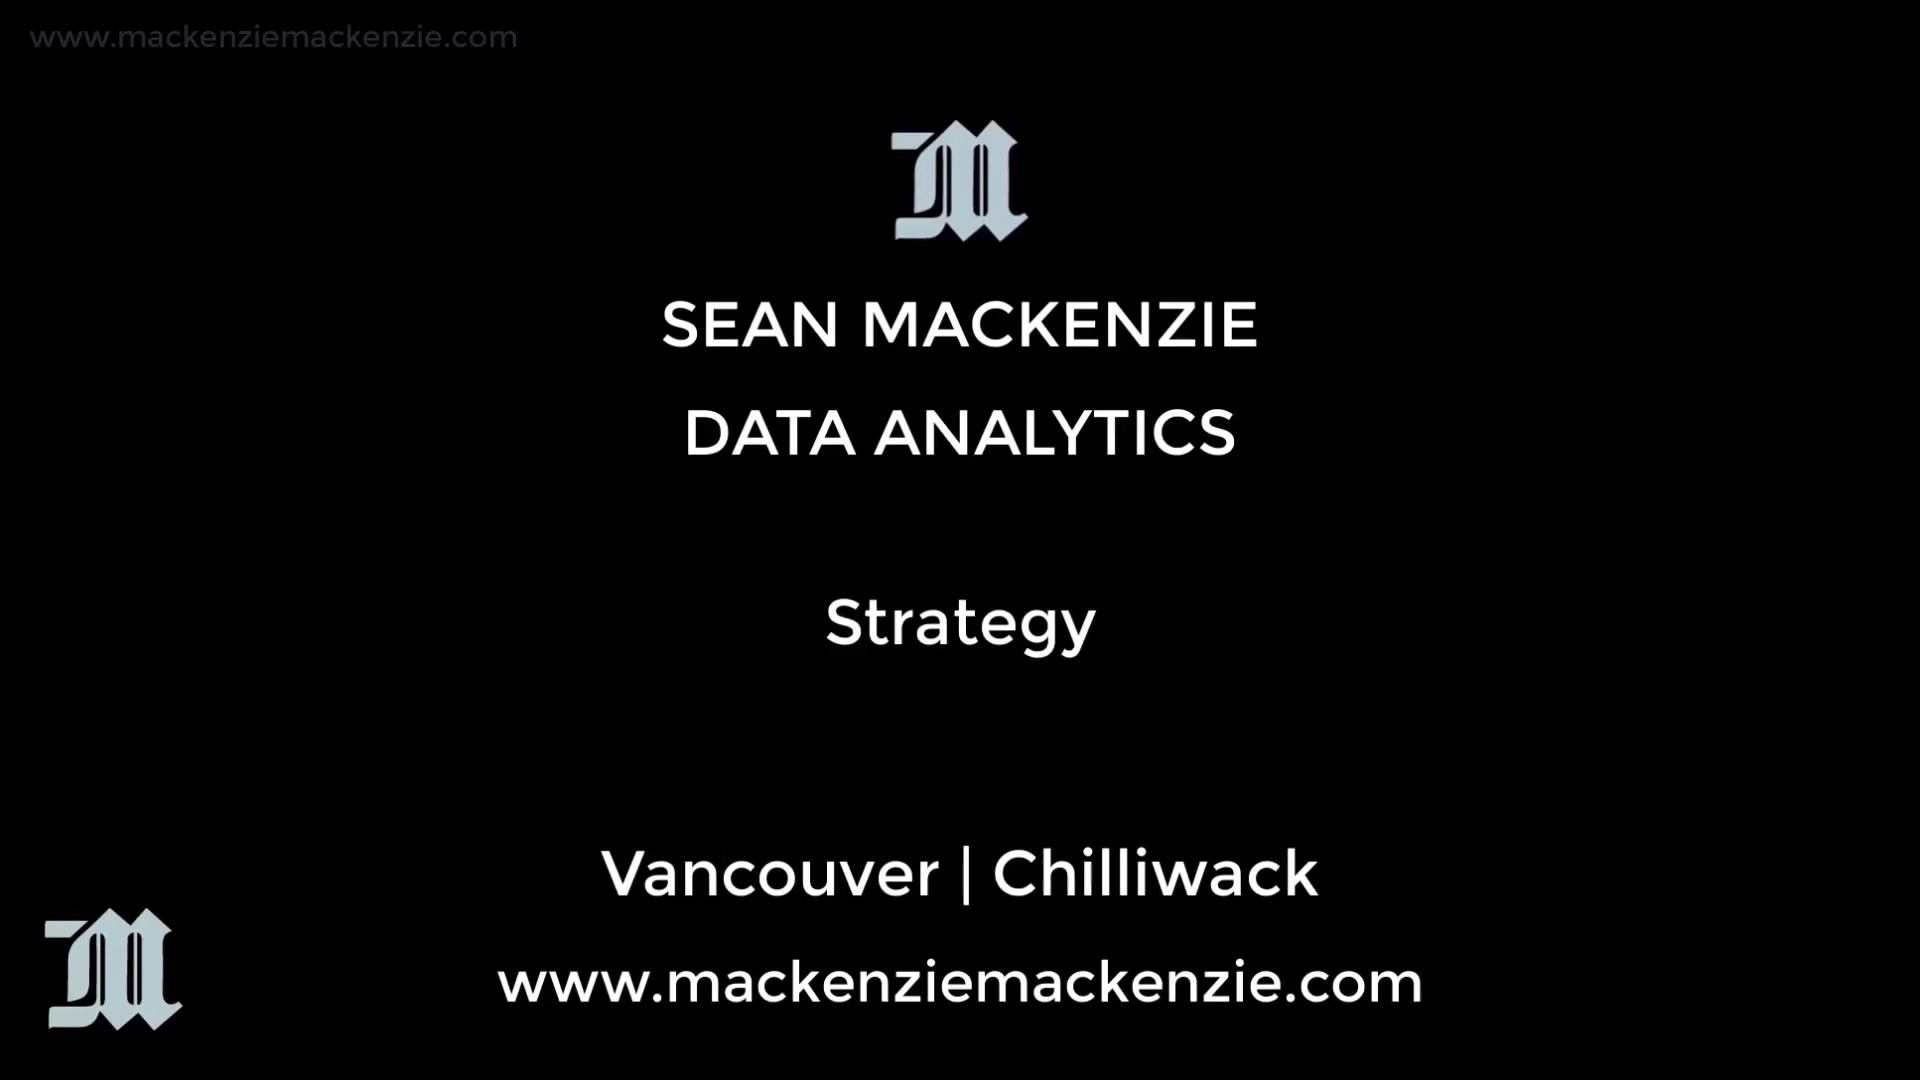 www.mackenziemackenzie.com
M
SEAN MACKENZIE
DATA ANALYTICS
Strategy
Vancouver | Chilliwack
M
www.mackenziemackenzie.com